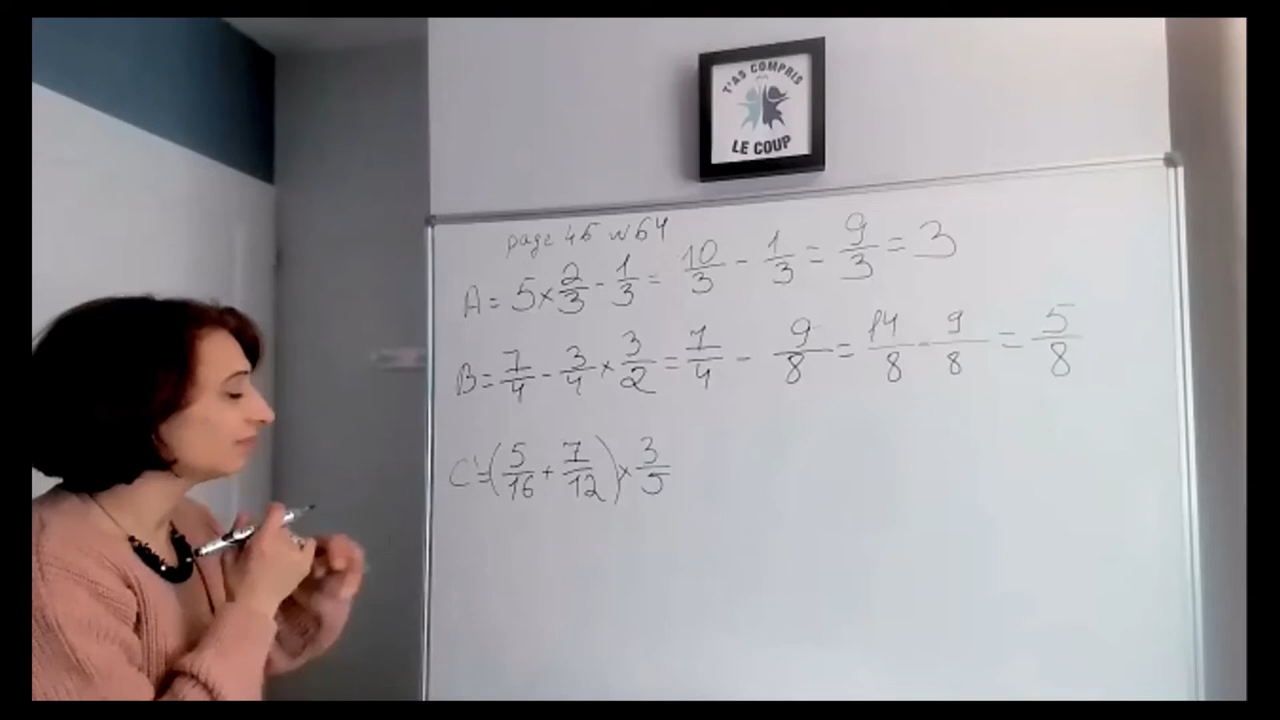 T'AS COMPRIS
LE COUP
page 46 n 64
A = 5 × 2/3 - 1/3 = 10/3 - 1/3 = 9/3 = 3
B = 7/4 - 3/4 × 3/2 = 7/4 - 9/8 = 14/8 - 9/8 = 5/8
C = (5/16 + 7/12) × 3/5